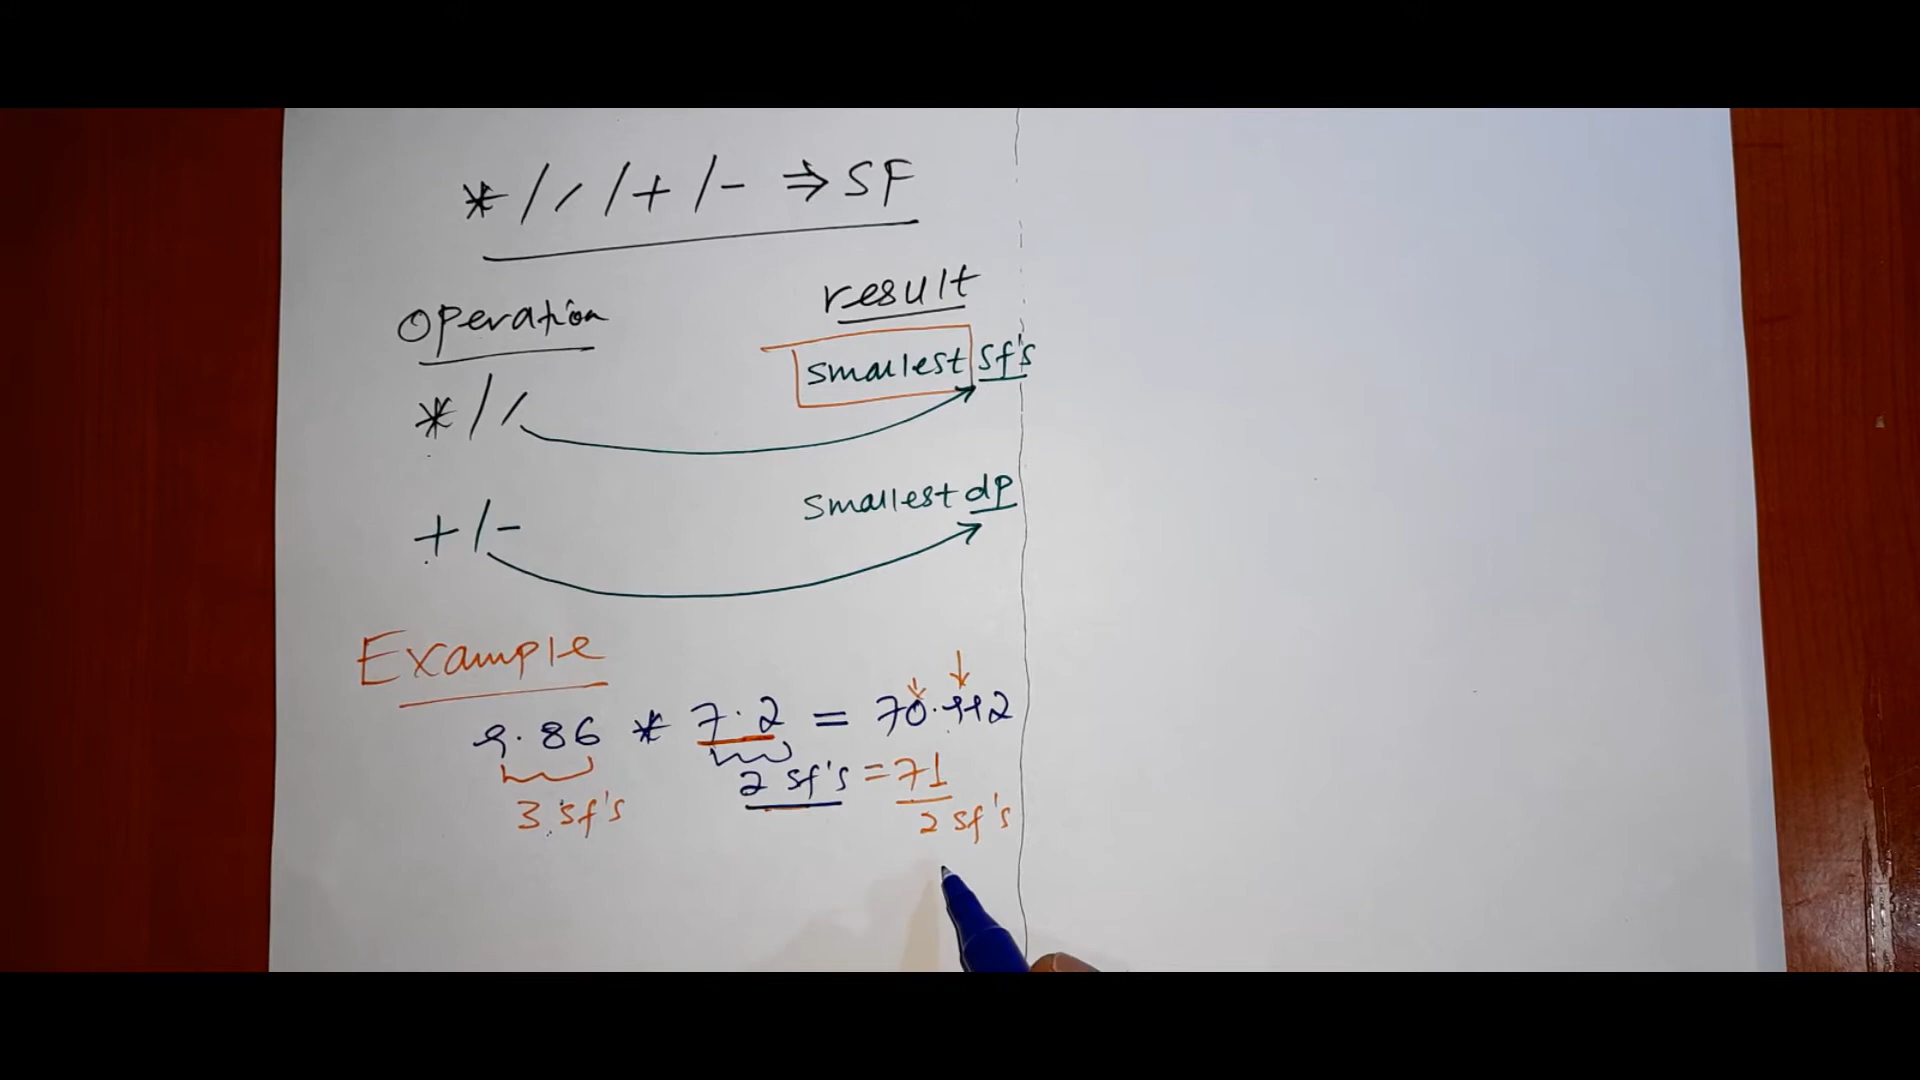 * / / / + / - ⇒ SF
Operation
result
* / /
smallest sf's
+ / -
smallest dp
Example
9.86 * 7.2 = 70.992
3 sf's
2 sf's = 71
2 sf's